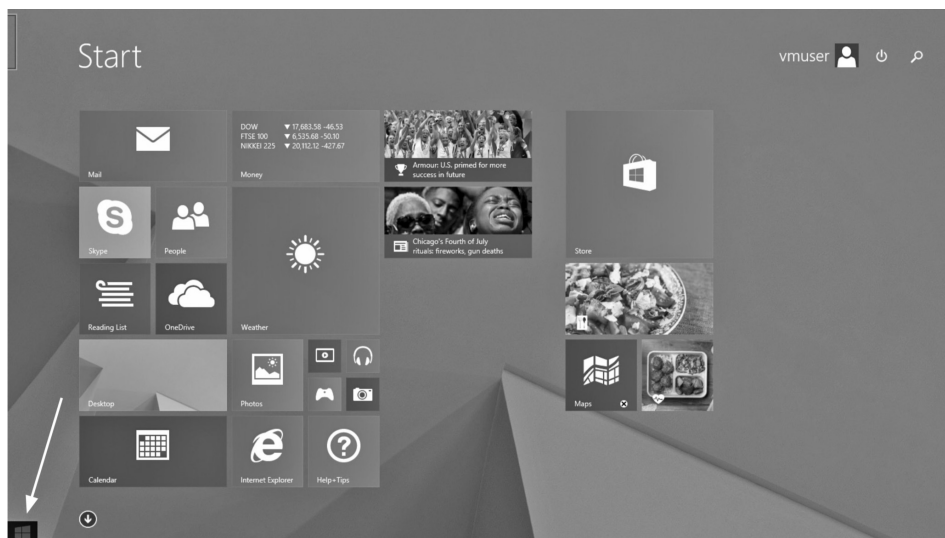 Start
vmuser
Mail
DOW ▼ 17,683.58 -46.53
FTSE 100 ▼ 6,535.68 -50.10
NIKKEI 225 ▼ 20,112.12 -427.67
Money
Armour: U.S. primed for more
success in future
Store
Skype
People
Chicago's Fourth of July
rituals: fireworks, gun deaths
Reading List
OneDrive
Weather
Desktop
Photos
Maps
Calendar
Internet Explorer
Help+Tips